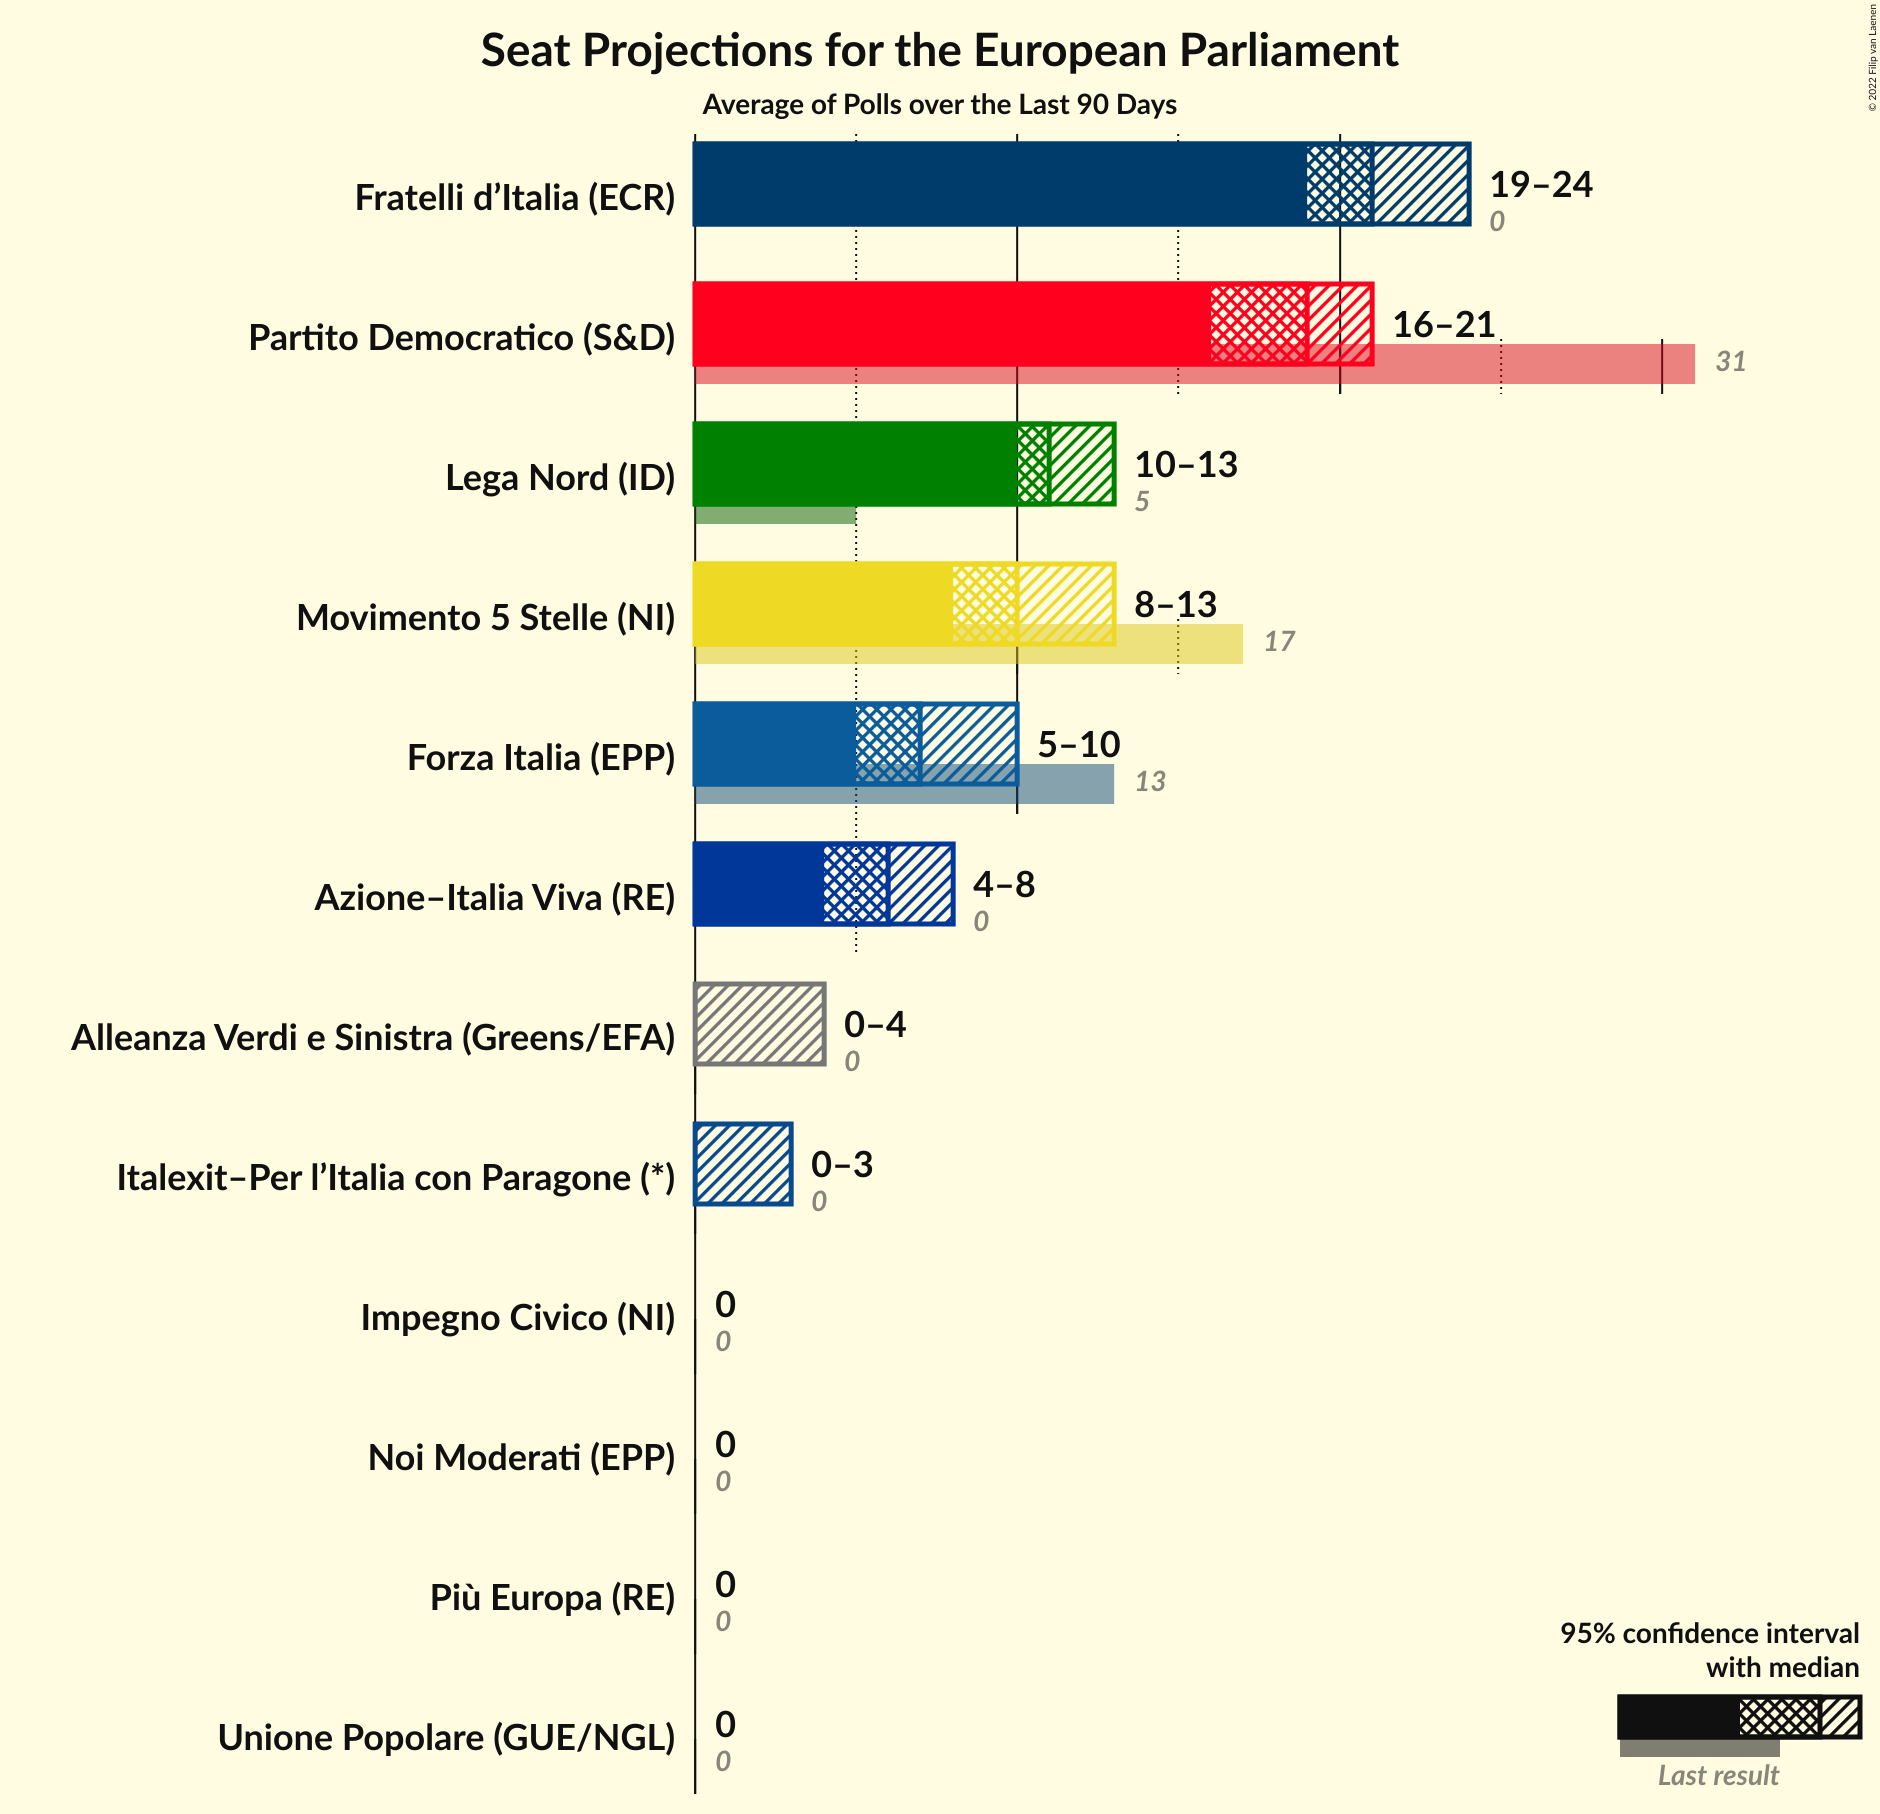 Seat Projections for the European Parliament
Average of Polls over the Last 90 Days
© 2022 Filip van Laenen
Fratelli d’Italia (ECR)
19–24
0
Partito Democratico (S&D)
16–21
31
Lega Nord (ID)
10–13
5
Movimento 5 Stelle (NI)
8–13
17
Forza Italia (EPP)
5–10
13
Azione–Italia Viva (RE)
4–8
0
Alleanza Verdi e Sinistra (Greens/EFA)
0–4
0
Italexit–Per l’Italia con Paragone (*)
0–3
0
Impegno Civico (NI)
0
0
Noi Moderati (EPP)
0
0
Più Europa (RE)
0
0
Unione Popolare (GUE/NGL)
0
0
95% confidence interval
with median
Last result